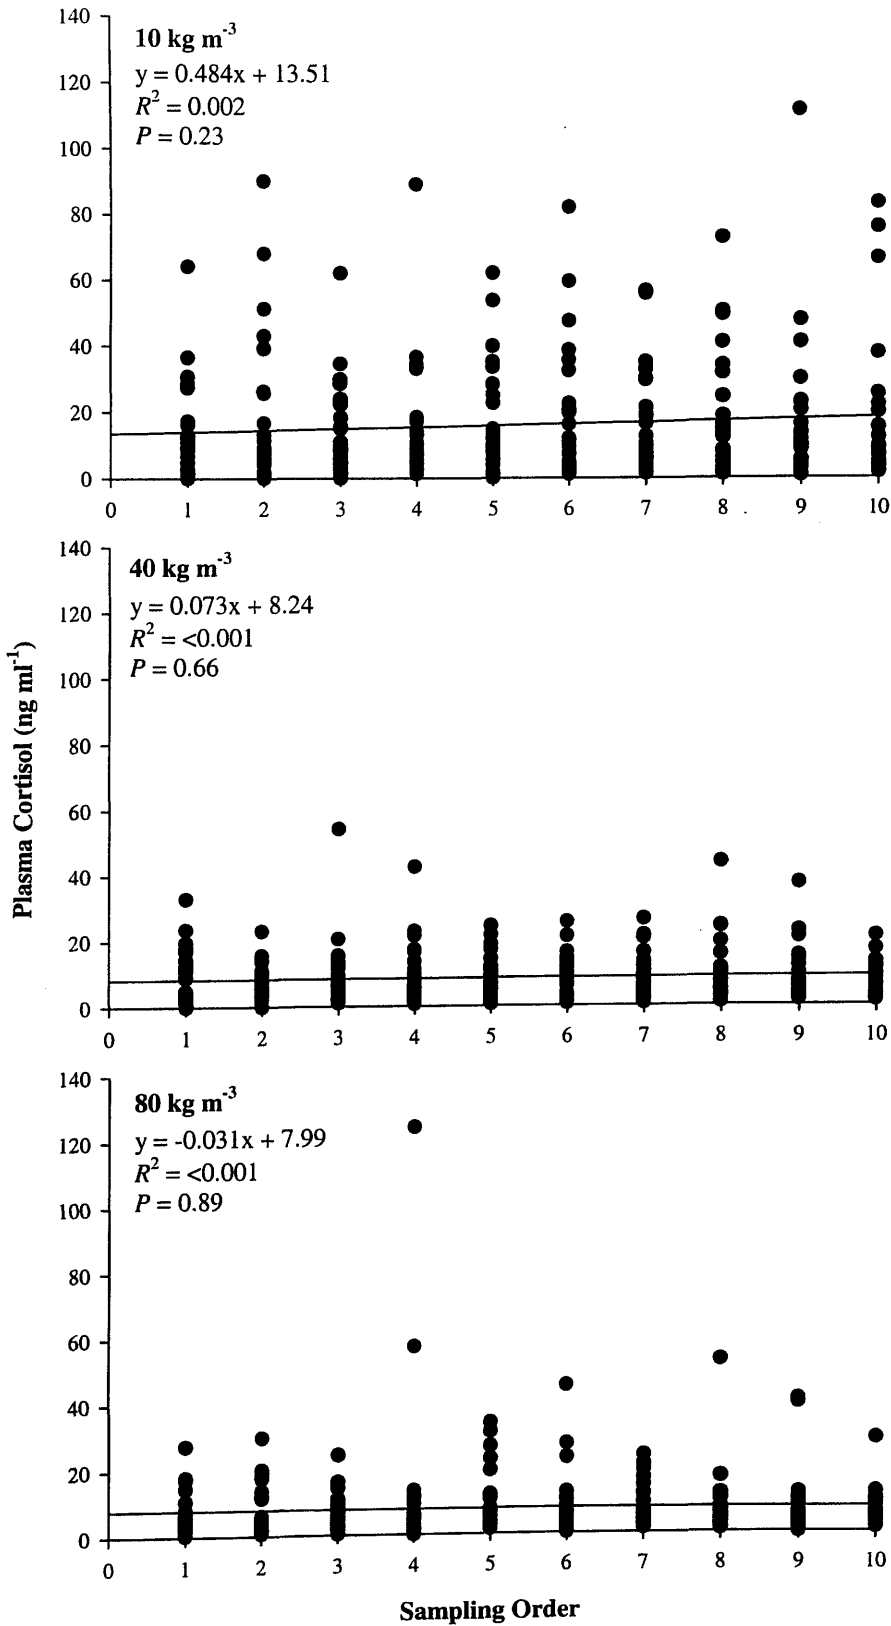 140
10 kg m-3
y = 0.484x + 13.51
R2 = 0.002
P = 0.23
120
100
80
60
40
20
0
0 1 2 3 4 5 6 7 8 9 10
140
40 kg m-3
y = 0.073x + 8.24
R2 = <0.001
P = 0.66
120
100
80
60
40
20
0
0 1 2 3 4 5 6 7 8 9 10
Plasma Cortisol (ng ml-1)
140
80 kg m-3
y = -0.031x + 7.99
R2 = <0.001
P = 0.89
120
100
80
60
40
20
0
0 1 2 3 4 5 6 7 8 9 10
Sampling Order